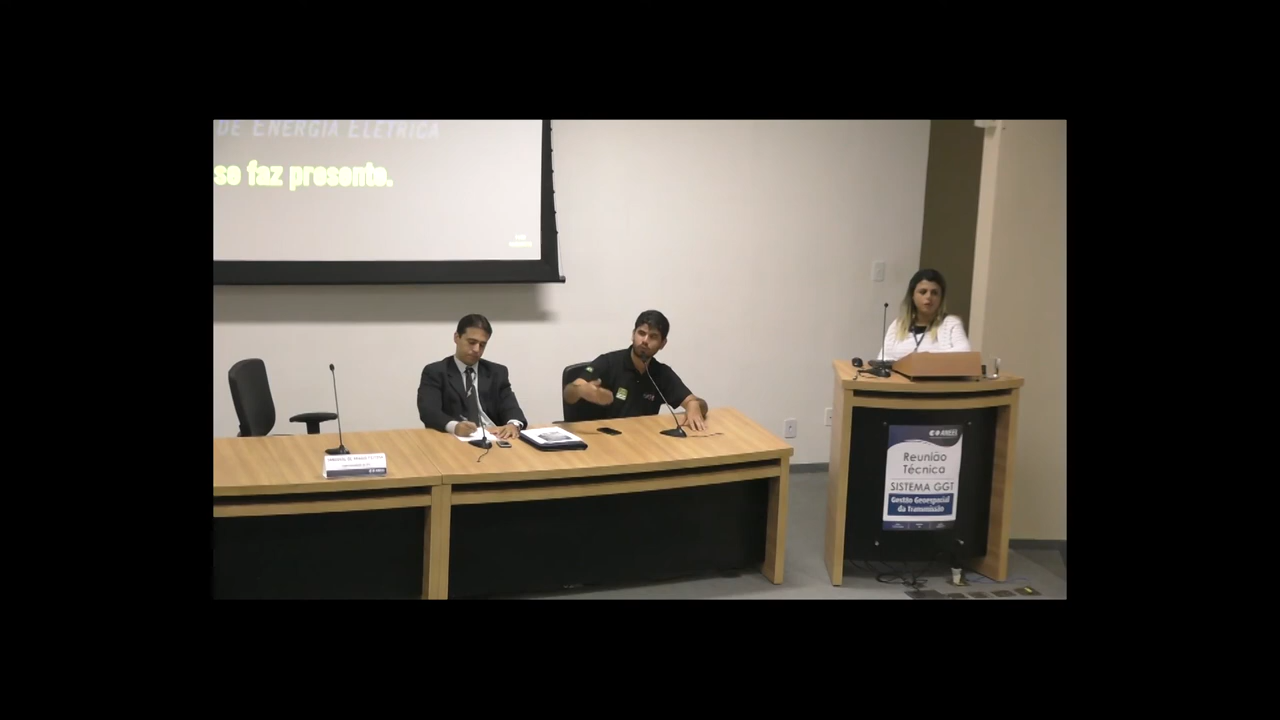 DE ENERGIA ELÉTRICA
se faz presente.
ANEEL
Reunião
Técnica
SISTEMA GGT
Gestão Geoespacial
da Transmissão